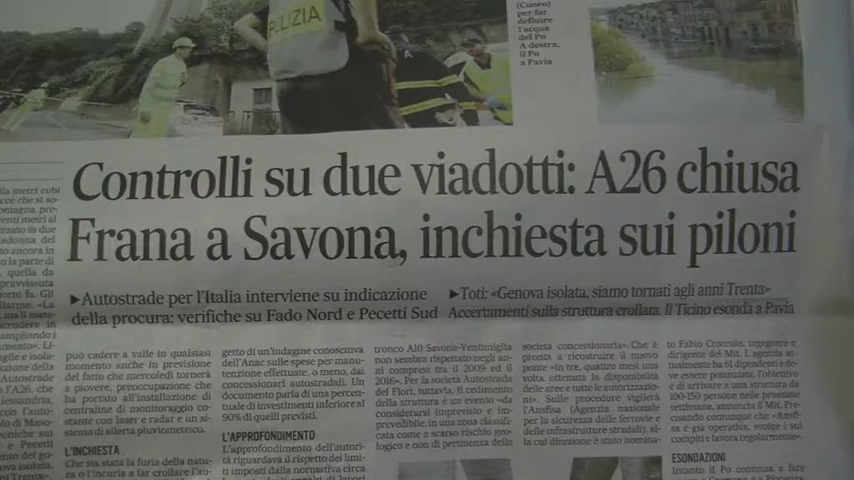 POLIZIA
(Cuneo)
per far
defluire
l'acqua
del Po
A destra,
il Po
a Pavia
Controlli su due viadotti: A26 chiusa
Frana a Savona, inchiesta sui piloni
▶Autostrade per l'Italia interviene su indicazione
della procura: verifiche su Fado Nord e Pecetti Sud
▶Toti: «Genova isolata, siamo tornati agli anni Trenta»
Accertamenti sulla struttura crollata. Il Ticino esonda a Pavia
può cadere a valle in qualsiasi
momento anche in previsione
del fatto che mercoledì tornerà
a piovere, preoccupazione che
ha portato all'installazione di
centraline di monitoraggio co-
stante con laser e radar e un si-
stema di allerta pluviometrico.
L'INCHIESTA
Che sia stata la furia della natu-
ra o l'incuria a far crollare l'au-
getto di un'indagine conoscitiva
dell'Anac sulle spese per manu-
tenzione effettuate, o meno, dai
concessionari autostradali. Un
documento parla di una percen-
tuale di investimenti inferiore al
90% di quelli previsti.
L'APPROFONDIMENTO
L'approfondimento dell'autori-
tà riguardava il rispetto dei limi-
ti imposti dalla normativa circa
tronco A10 Savona-Ventimiglia
non sembra rispettato negli an-
ni compresi tra il 2009 ed il
2016». Per la società Autostrada
dei Fiori, tuttavia, il cedimento
della struttura è un evento «da
considerarsi imprevisto e im-
prevedibile, in una zona classifi-
cata come a scarso rischio geo-
logico e non di pertinenza della
società concessionaria». Che è
pronta a ricostruire il nuovo
ponte «in tre, quattro mesi una
volta ottenuta la disponibilità
delle aree e tutte le autorizzazio-
ni». Sulle procedure vigilerà
l'Ansfisa (Agenzia nazionale
per la sicurezza delle ferrovie e
delle infrastrutture stradali), al-
la cui direzione è stato nomina-
to Fabio Croccolo, ingegnere e
dirigente del Mit. L'agenzia at-
tualmente ha 61 dipendenti e de-
ve essere potenziata, l'obiettivo
è di arrivare a una struttura da
100-150 persone nelle prossime
settimane, annuncia il Mit. Pre-
cisando comunque che «Ansfi-
sa è già operativa, svolge i suoi
compiti e lavora regolarmente».
ESONDAZIONI
Intanto il Po continua a fare